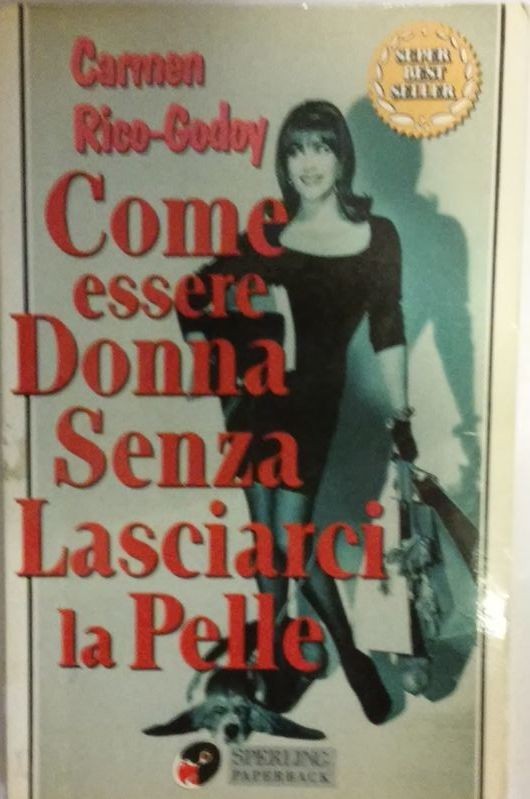 Carmen
Rico-Godoy
SUPER
BEST
SELLER
Come
essere
Donna
Senza
Lasciarci
la Pelle
SPERLING
PAPERBACK